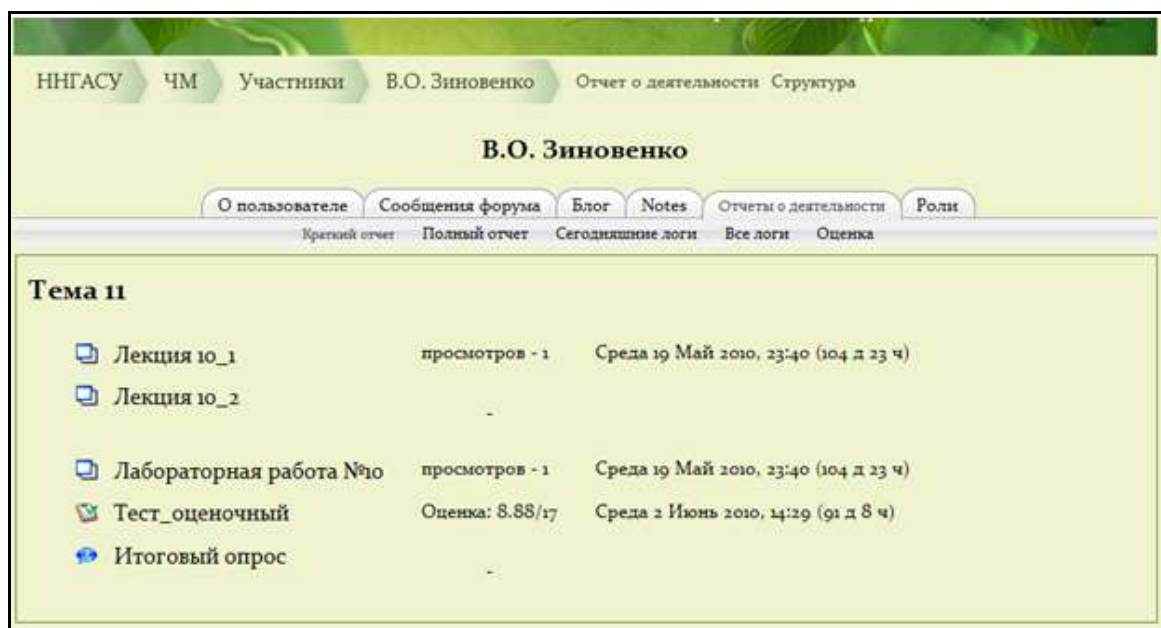 ННГАСУ ЧМ Участники В.О. Зиновенко Отчет о деятельности Структура
В.О. Зиновенко
О пользователе Сообщения форума Блог Notes Отчеты о деятельности Роли
Краткий отчет Полный отчет Сегодняшние логи Все логи Оценка
Тема 11
Лекция 10_1 просмотров - 1 Среда 19 Май 2010, 23:40 (104 д 23 ч)
Лекция 10_2 -
Лабораторная работа №10 просмотров - 1 Среда 19 Май 2010, 23:40 (104 д 23 ч)
Тест_оценочный Оценка: 8.88/17 Среда 2 Июнь 2010, 14:29 (91 д 8 ч)
Итоговый опрос -